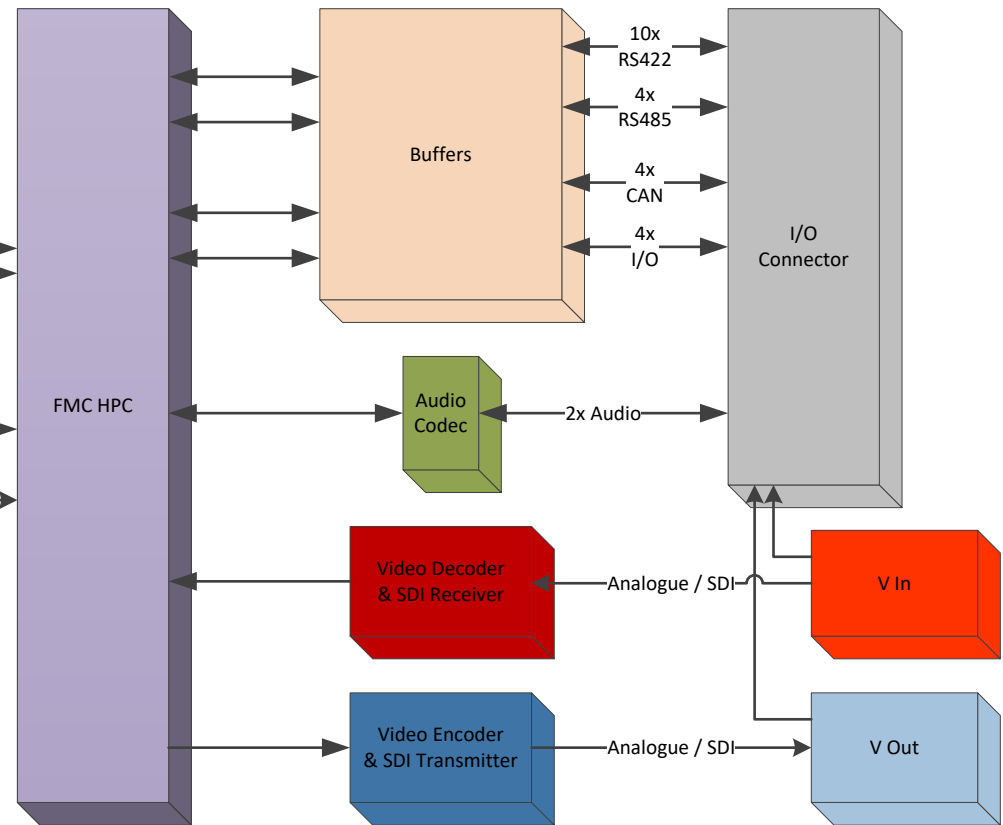 10x
RS422
4x
RS485
Buffers
4x
CAN
4x
I/O
I/O
Connector
FMC HPC
Audio
Codec
2x Audio
Video Decoder
& SDI Receiver
Analogue / SDI
V In
Video Encoder
& SDI Transmitter
Analogue / SDI
V Out